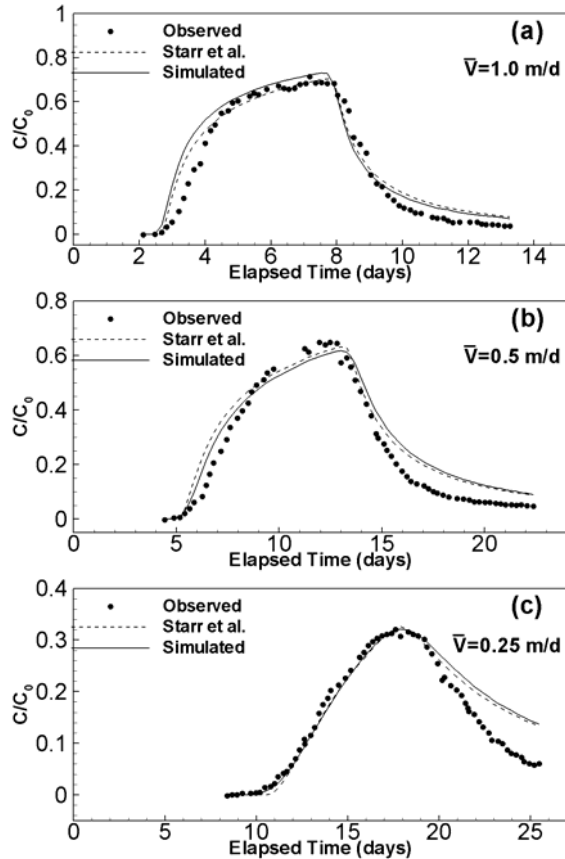 1
0.8
0.6
0.4
0.2
0
C/C₀
Observed
Starr et al.
Simulated
(a)
V̅=1.0 m/d
0 2 4 6 8 10 12 14
Elapsed Time (days)
0.8
0.6
0.4
0.2
0
C/C₀
Observed
Starr et al.
Simulated
(b)
V̅=0.5 m/d
0 5 10 15 20
Elapsed Time (days)
0.4
0.3
0.2
0.1
0
C/C₀
Observed
Starr et al.
Simulated
(c)
V̅=0.25 m/d
0 5 10 15 20 25
Elapsed Time (days)